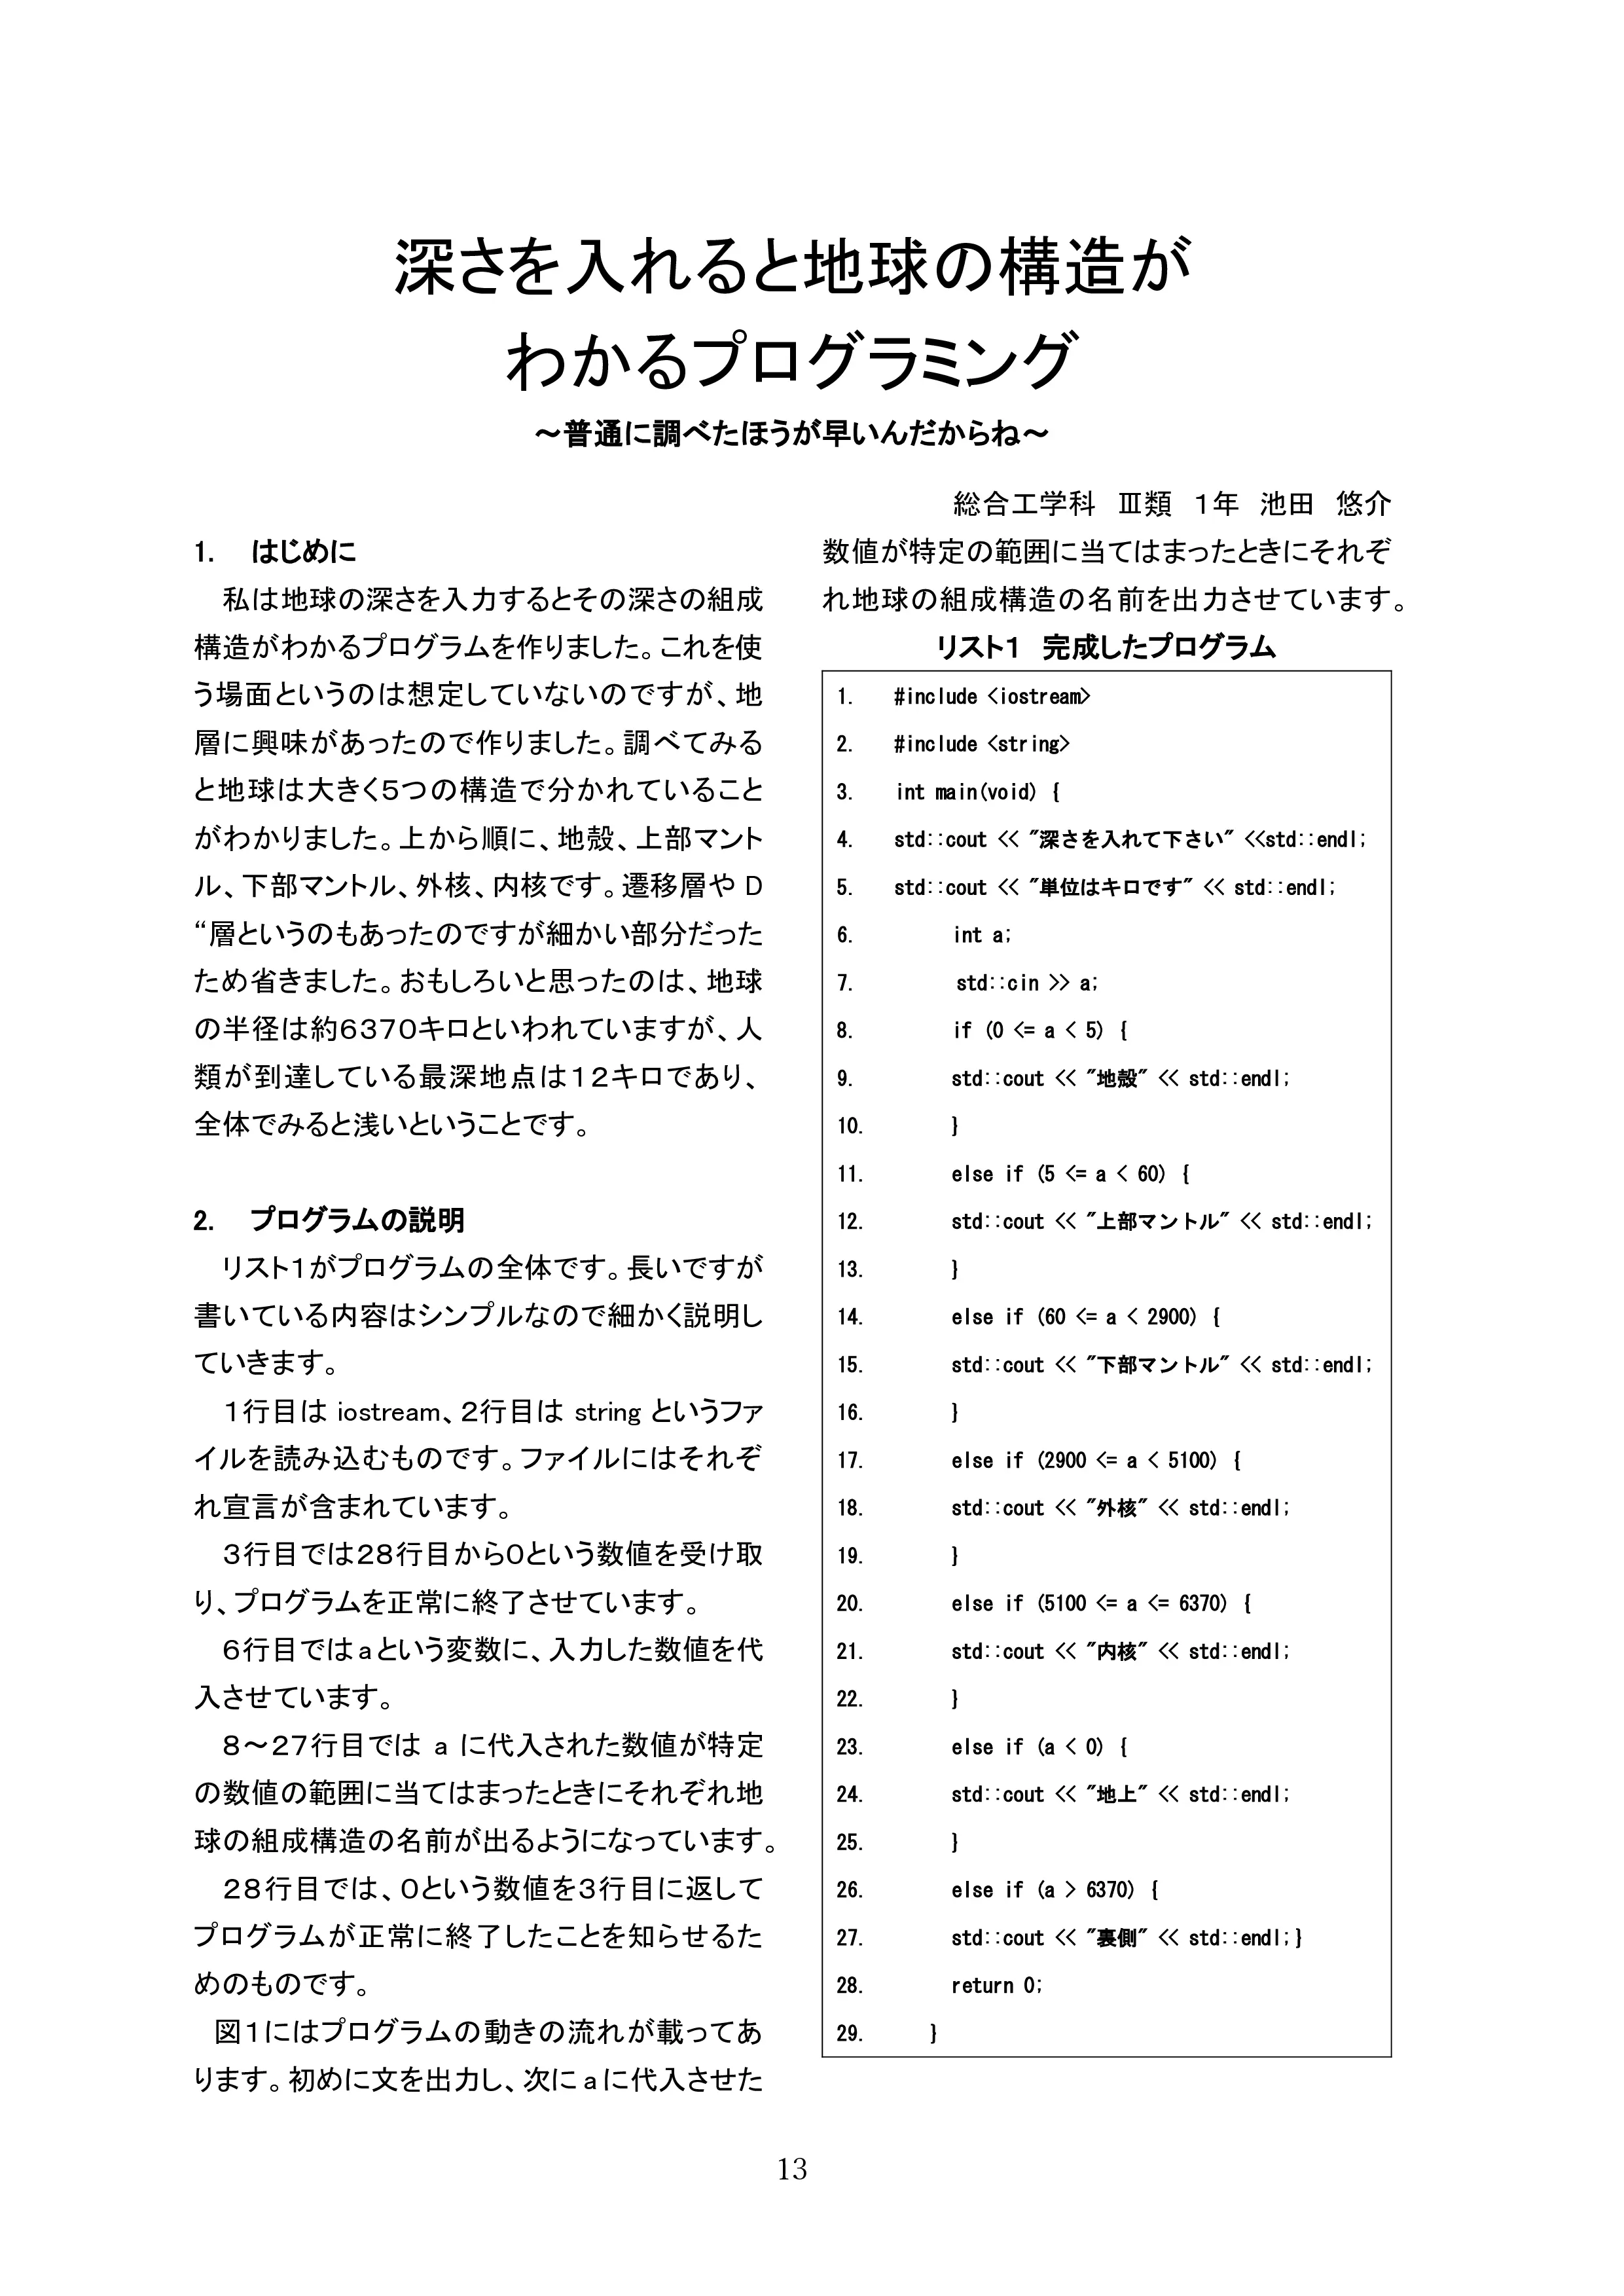 深さを入れると地球の構造が
わかるプログラミング
～普通に調べたほうが早いんだからね～
総合工学科 Ⅲ類 1年 池田 悠介
1. はじめに
私は地球の深さを入力するとその深さの組成
構造がわかるプログラムを作りました。これを使
う場面というのは想定していないのですが、地
層に興味があったので作りました。調べてみる
と地球は大きく5つの構造で分かれていること
がわかりました。上から順に、地殻、上部マント
ル、下部マントル、外核、内核です。遷移層や D
“層というのもあったのですが細かい部分だった
ため省きました。おもしろいと思ったのは、地球
の半径は約6370キロといわれていますが、人
類が到達している最深地点は12キロであり、
全体でみると浅いということです。
2. プログラムの説明
リスト1がプログラムの全体です。長いですが
書いている内容はシンプルなので細かく説明し
ていきます。
1行目は iostream、2行目は string というファ
イルを読み込むものです。ファイルにはそれぞ
れ宣言が含まれています。
3行目では28行目から0という数値を受け取
り、プログラムを正常に終了させています。
6行目では a という変数に、入力した数値を代
入させています。
8～27行目では a に代入された数値が特定
の数値の範囲に当てはまったときにそれぞれ地
球の組成構造の名前が出るようになっています。
28行目では、0という数値を3行目に返して
プログラムが正常に終了したことを知らせるた
めのものです。
図1にはプログラムの動きの流れが載ってあ
ります。初めに文を出力し、次に a に代入させた
数値が特定の範囲に当てはまったときにそれぞ
れ地球の組成構造の名前を出力させています。
リスト1 完成したプログラム
1. #include <iostream>
2. #include <string>
3. int main(void) {
4. std::cout << ″深さを入れて下さい″ <<std::endl;
5. std::cout << ″単位はキロです″ << std::endl;
6. int a;
7. std::cin >> a;
8. if (0 <= a < 5) {
9. std::cout << ″地殻″ << std::endl;
10. }
11. else if (5 <= a < 60) {
12. std::cout << ″上部マントル″ << std::endl;
13. }
14. else if (60 <= a < 2900) {
15. std::cout << ″下部マントル″ << std::endl;
16. }
17. else if (2900 <= a < 5100) {
18. std::cout << ″外核″ << std::endl;
19. }
20. else if (5100 <= a <= 6370) {
21. std::cout << ″内核″ << std::endl;
22. }
23. else if (a < 0) {
24. std::cout << ″地上″ << std::endl;
25. }
26. else if (a > 6370) {
27. std::cout << ″裏側″ << std::endl;}
28. return 0;
29. }
13